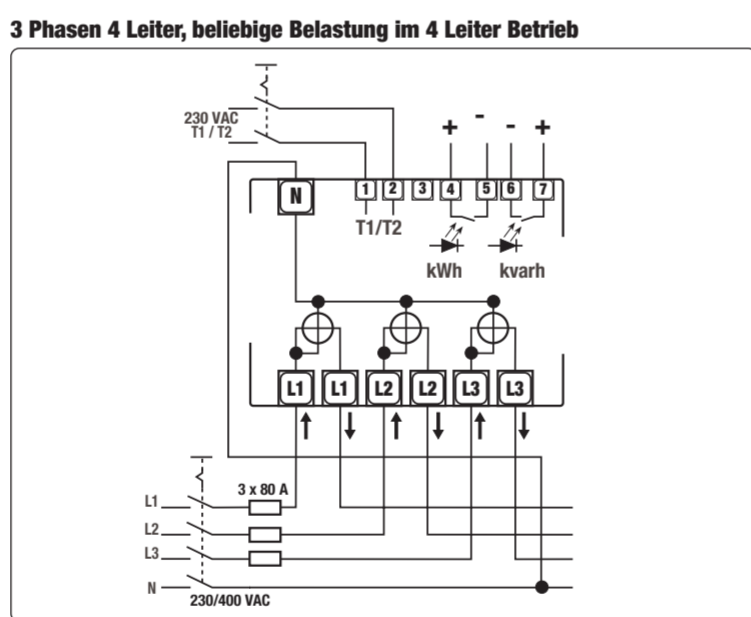 3 Phasen 4 Leiter, beliebige Belastung im 4 Leiter Betrieb
230 VAC
T1 / T2
+ - - +
N 1 2 3 4 5 6 7
T1/T2
kWh kvarh
L1 L1 L2 L2 L3 L3
3 x 80 A
L1
L2
L3
N
230/400 VAC